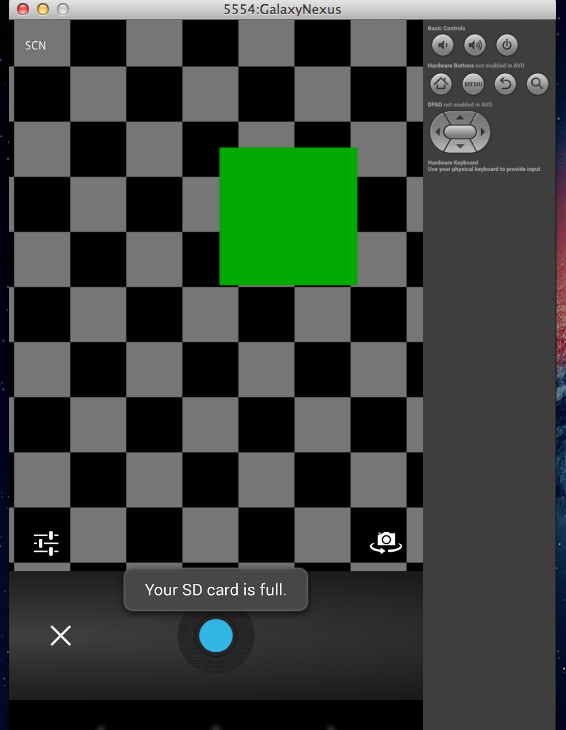 5554:GalaxyNexus
SCN
Basic Controls
Hardware Buttons not enabled in AVD
MENU
DPAD not enabled in AVD
Hardware Keyboard
Use your physical keyboard to provide input
Your SD card is full.